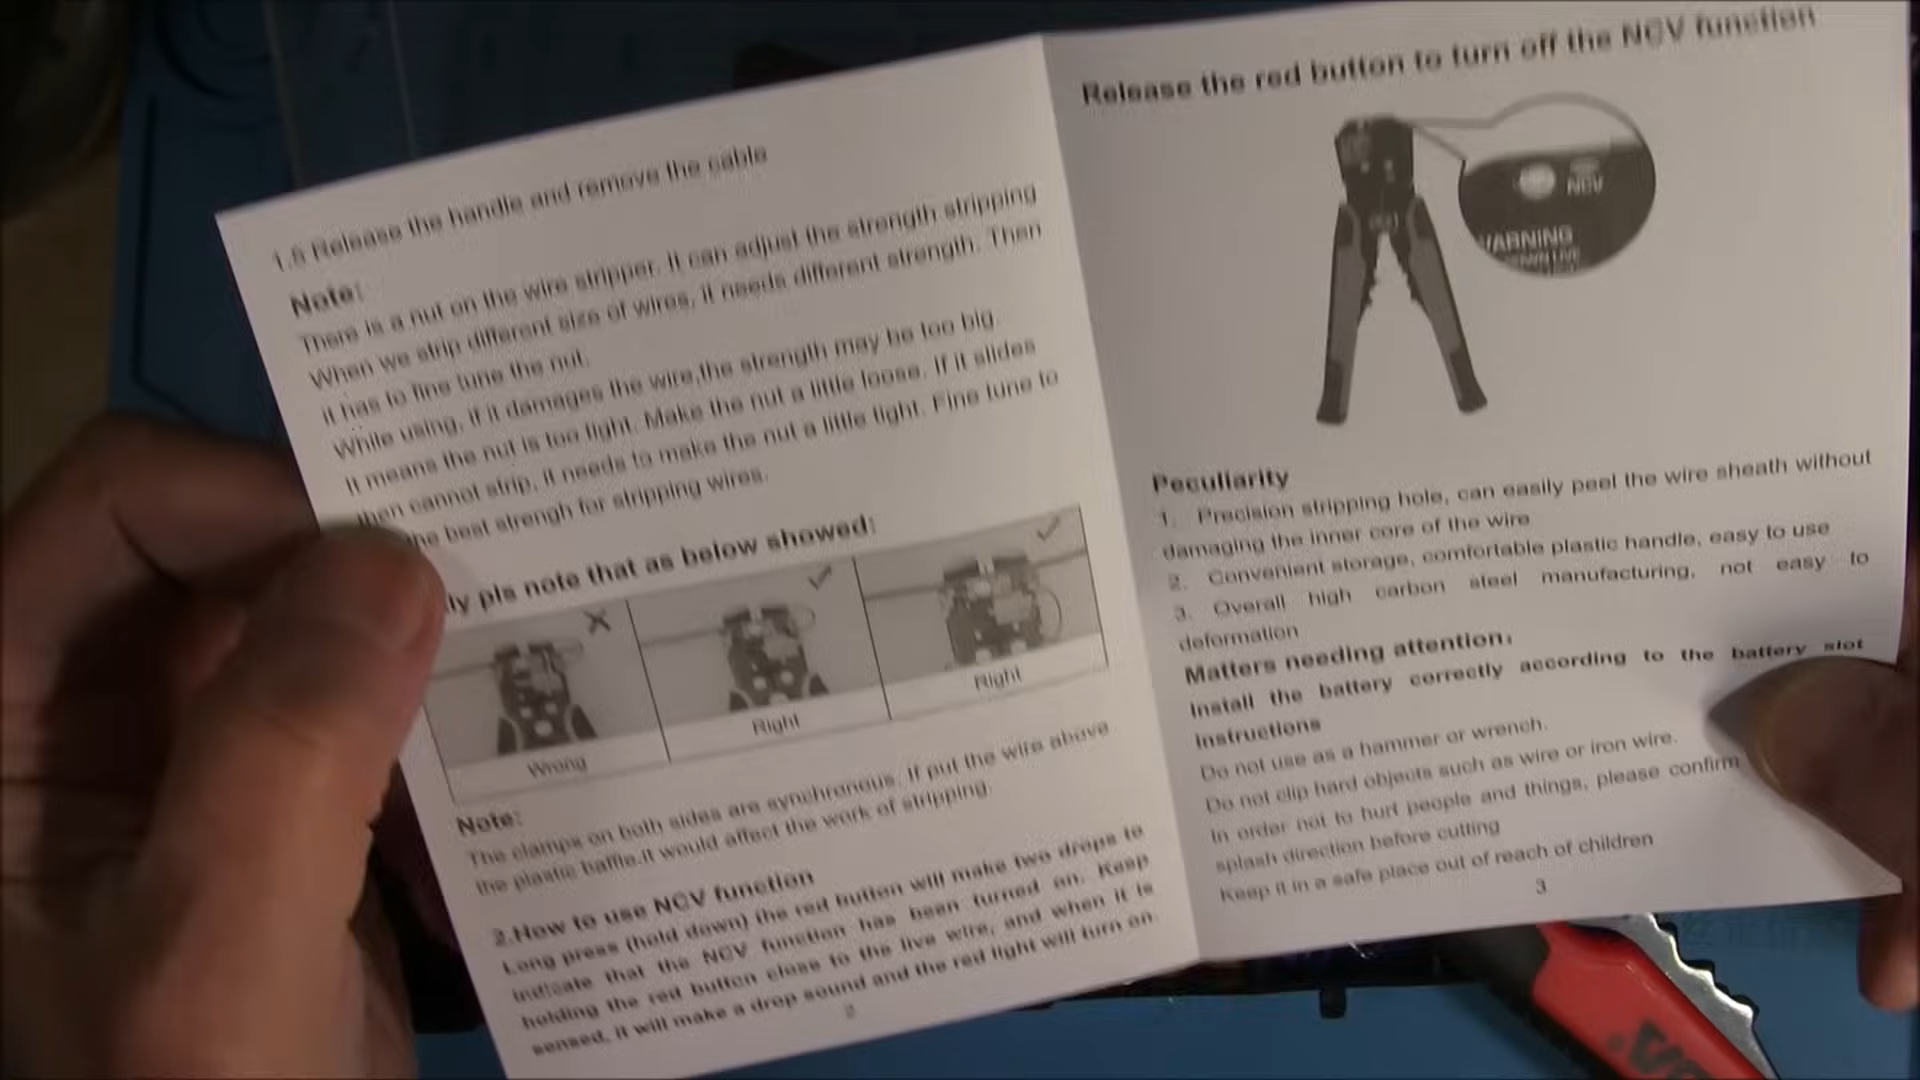 1.5 Release the handle and remove the cable
Note:
There is a nut on the wire stripper. It can adjust the strength stripping
When we strip different size of wires, it needs different strength. Then
it has to fine tune the nut.
While using, if it damages the wire,the strength may be too big.
It means the nut is too tight. Make the nut a little loose. If it slides
then cannot strip, it needs to make the nut a little tight. Fine tune to
the best strengh for stripping wires.
pls note that as below showed:
Wrong
Right
Right
Note:
The clamps on both sides are synchronous. If put the wire above
the plastic baffle.it would affect the work of stripping.
2.How to use NCV function
Long press (hold down) the red button will make two drops to
indicate that the NCV function has been turned on. Keep
holding the red button close to the live wire, and when it is
sensed, it will make a drop sound and the red light will turn on.
2
Release the red button to turn off the NCV function
NCV
WARNING
Peculiarity
1. Precision stripping hole, can easily peel the wire sheath without
damaging the inner core of the wire
2. Convenient storage, comfortable plastic handle, easy to use
3. Overall high carbon steel manufacturing, not easy to
deformation
Matters needing attention:
Install the battery correctly according to the battery slot
instructions
Do not use as a hammer or wrench.
Do not clip hard objects such as wire or iron wire.
In order not to hurt people and things, please confirm
splash direction before cutting
Keep it in a safe place out of reach of children
3